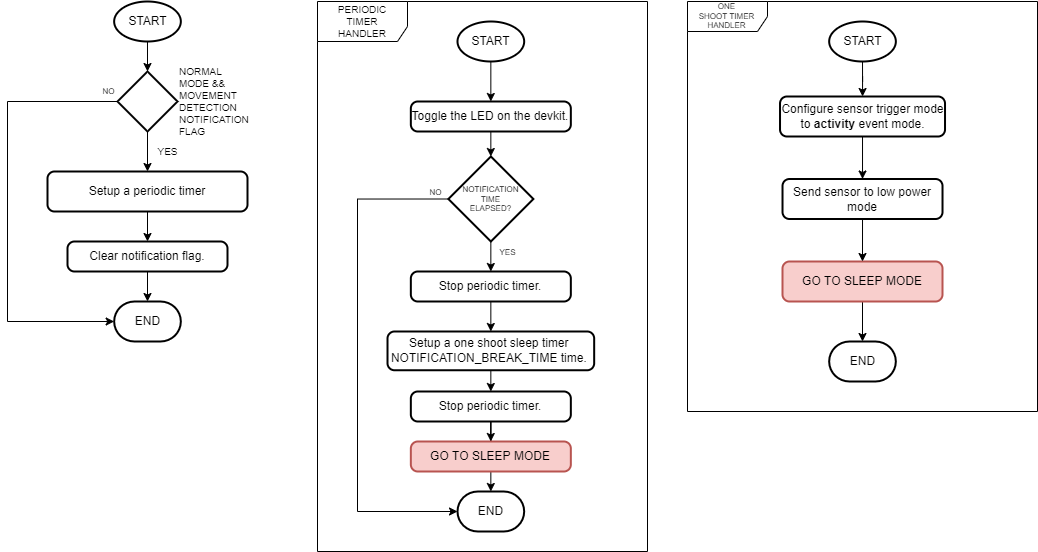 START
NORMAL
MODE &&
MOVEMENT
DETECTION
NOTIFICATION
FLAG
NO
YES
Setup a periodic timer
Clear notification flag.
END
PERIODIC
TIMER
HANDLER
START
Toggle the LED on the devkit.
NOTIFICATION
TIME
ELAPSED?
NO
YES
Stop periodic timer.
Setup a one shoot sleep timer
NOTIFICATION_BREAK_TIME time.
Stop periodic timer.
GO TO SLEEP MODE
END
ONE
SHOOT TIMER
HANDLER
START
Configure sensor trigger mode
to activity event mode.
Send sensor to low power
mode
GO TO SLEEP MODE
END